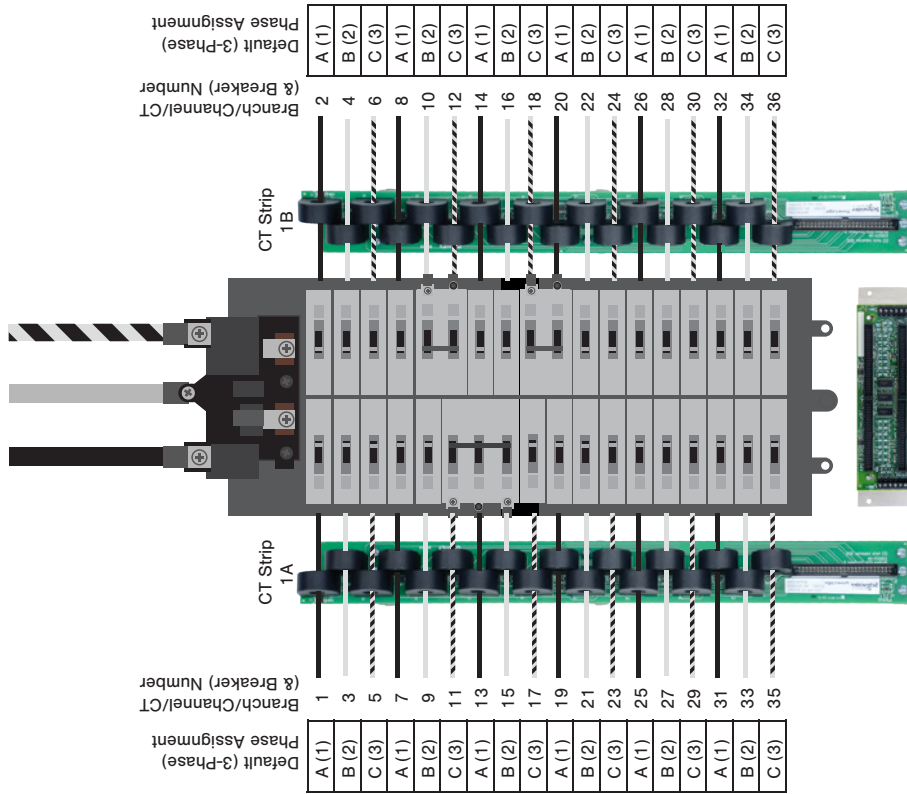 Default (3-Phase)
Phase Assignment
A (1)
B (2)
C (3)
A (1)
B (2)
C (3)
A (1)
B (2)
C (3)
A (1)
B (2)
C (3)
A (1)
B (2)
C (3)
A (1)
B (2)
C (3)
Branch/Channel/CT
(& Breaker) Number
2
4
6
8
10
12
14
16
18
20
22
24
26
28
30
32
34
36
CT Strip
1B
CT Strip
1A
Branch/Channel/CT
(& Breaker) Number
1
3
5
7
9
11
13
15
17
19
21
23
25
27
29
31
33
35
Default (3-Phase)
Phase Assignment
A (1)
B (2)
C (3)
A (1)
B (2)
C (3)
A (1)
B (2)
C (3)
A (1)
B (2)
C (3)
A (1)
B (2)
C (3)
A (1)
B (2)
C (3)